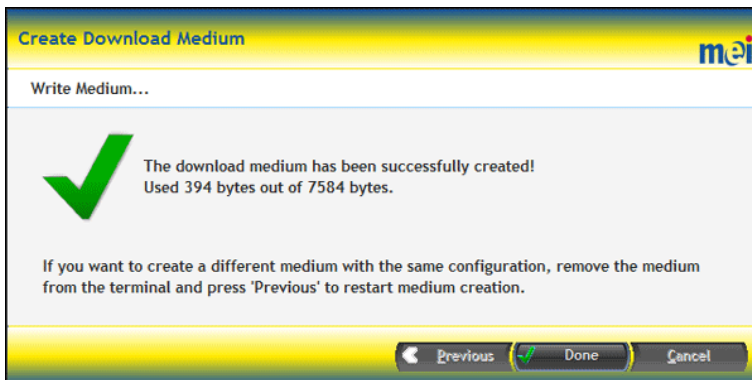 Create Download Medium
mei
Write Medium...
The download medium has been successfully created!
Used 394 bytes out of 7584 bytes.
If you want to create a different medium with the same configuration, remove the medium
from the terminal and press 'Previous' to restart medium creation.
Previous Done Cancel